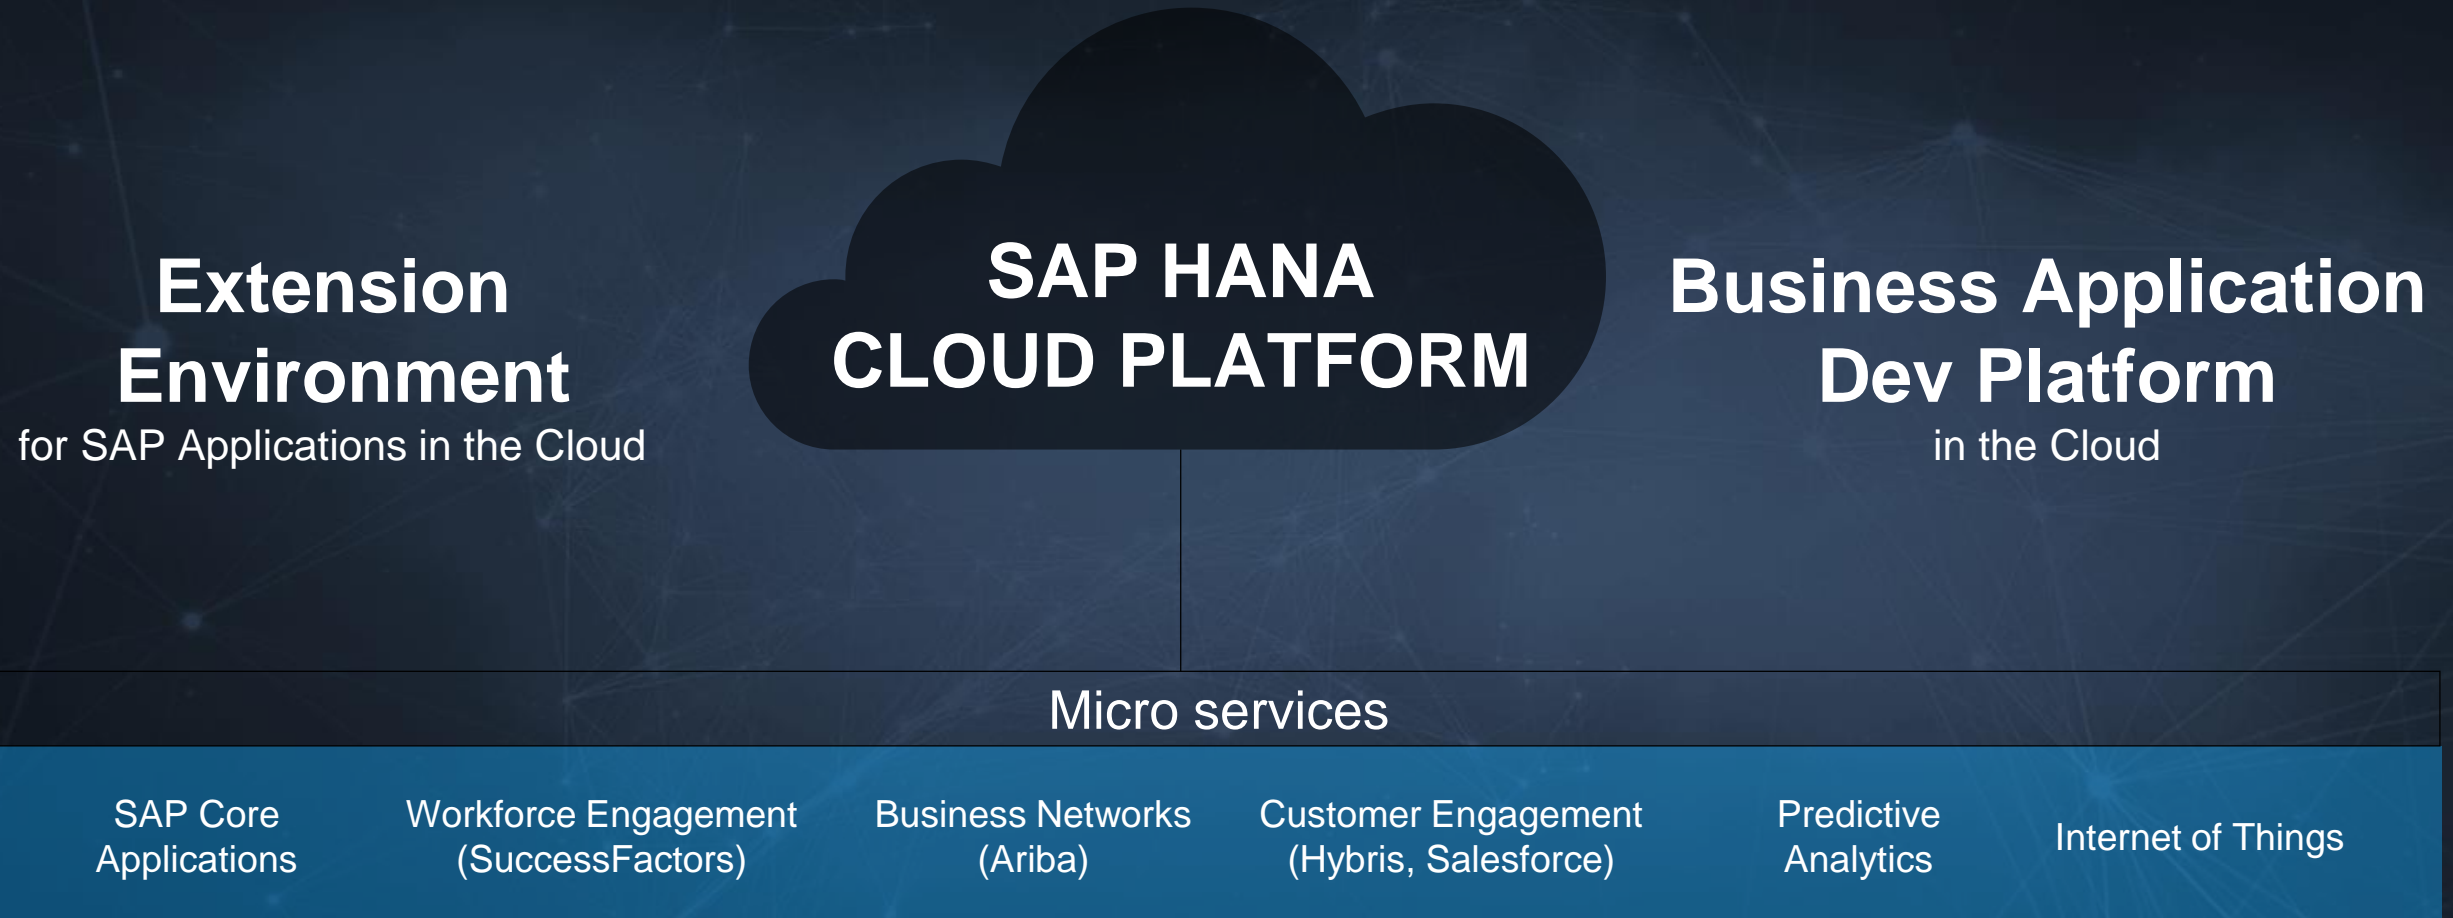 Extension
Environment
for SAP Applications in the Cloud
SAP HANA
CLOUD PLATFORM
Business Application
Dev Platform
in the Cloud
Micro services
SAP Core
Applications
Workforce Engagement
(SuccessFactors)
Business Networks
(Ariba)
Customer Engagement
(Hybris, Salesforce)
Predictive
Analytics
Internet of Things